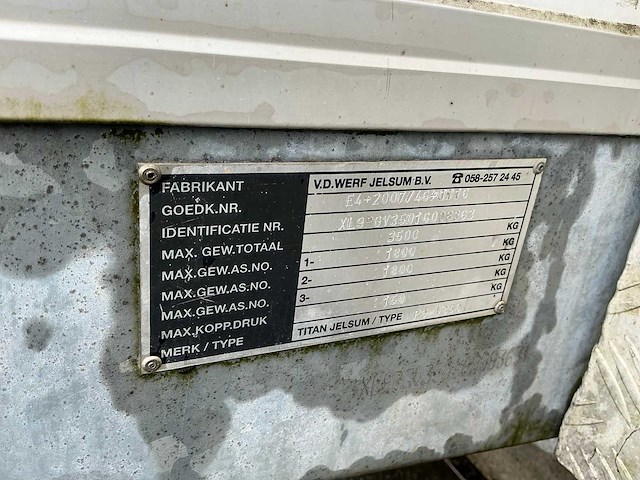 FABRIKANT V.D.WERF JELSUM B.V. ☎ 058-257 24 45
GOEDK.NR.
IDENTIFICATIE NR.
MAX. GEW.TOTAAL 3500 KG
MAX.GEW.AS.NO. 1- 1800 KG
MAX.GEW.AS.NO. 2- 1800 KG
MAX.GEW.AS.NO. 3- KG
MAX.KOPP.DRUK KG
MERK / TYPE TITAN JELSUM / TYPE